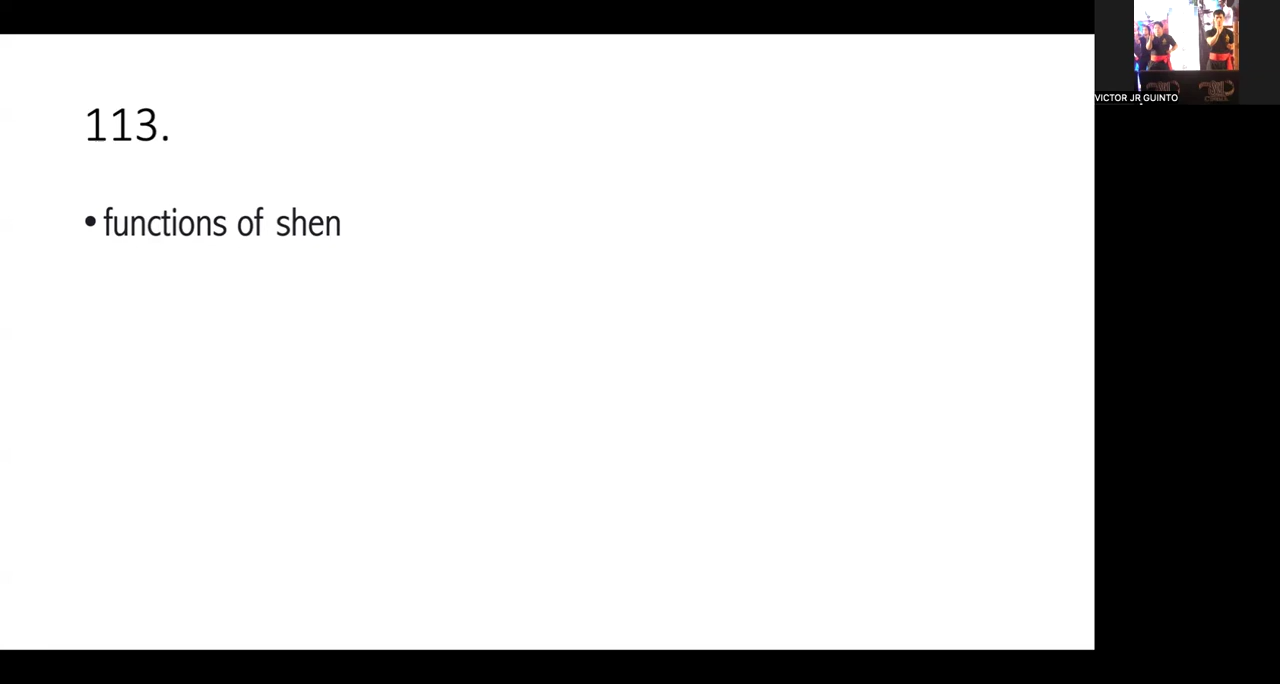 113.
• functions of shen
VICTOR JR GUINTO